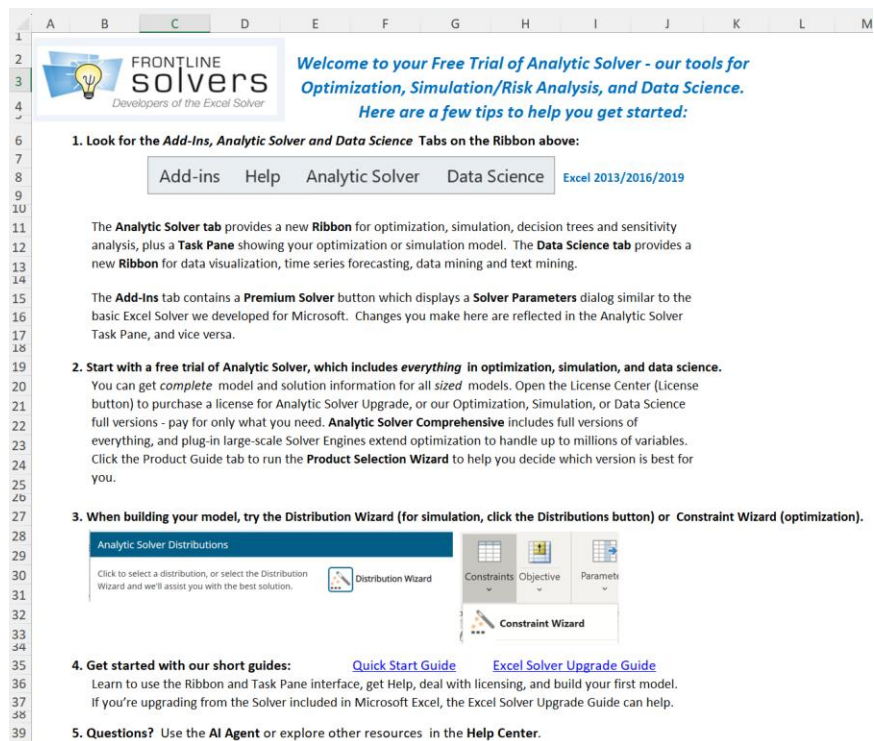 A B C D E F G H I J K L M
1
2
3
4
5
6
7
8
9
10
11
12
13
14
15
16
17
18
19
20
21
22
23
24
25
26
27
28
29
30
31
32
33
34
35
36
37
38
39
FRONTLINE
solvers
Developers of the Excel Solver
Welcome to your Free Trial of Analytic Solver - our tools for
Optimization, Simulation/Risk Analysis, and Data Science.
Here are a few tips to help you get started:
1. Look for the Add-Ins, Analytic Solver and Data Science Tabs on the Ribbon above:
Add-ins Help Analytic Solver Data Science Excel 2013/2016/2019
The Analytic Solver tab provides a new Ribbon for optimization, simulation, decision trees and sensitivity
analysis, plus a Task Pane showing your optimization or simulation model. The Data Science tab provides a
new Ribbon for data visualization, time series forecasting, data mining and text mining.
The Add-Ins tab contains a Premium Solver button which displays a Solver Parameters dialog similar to the
basic Excel Solver we developed for Microsoft. Changes you make here are reflected in the Analytic Solver
Task Pane, and vice versa.
2. Start with a free trial of Analytic Solver, which includes everything in optimization, simulation, and data science.
You can get complete model and solution information for all sized models. Open the License Center (License
button) to purchase a license for Analytic Solver Upgrade, or our Optimization, Simulation, or Data Science
full versions - pay for only what you need. Analytic Solver Comprehensive includes full versions of
everything, and plug-in large-scale Solver Engines extend optimization to handle up to millions of variables.
Click the Product Guide tab to run the Product Selection Wizard to help you decide which version is best for
you.
3. When building your model, try the Distribution Wizard (for simulation, click the Distributions button) or Constraint Wizard (optimization).
Analytic Solver Distributions
Click to select a distribution, or select the Distribution
Wizard and we'll assist you with the best solution.
Distribution Wizard
Constraints Objective Paramete
Constraint Wizard
4. Get started with our short guides: Quick Start Guide Excel Solver Upgrade Guide
Learn to use the Ribbon and Task Pane interface, get Help, deal with licensing, and build your first model.
If you're upgrading from the Solver included in Microsoft Excel, the Excel Solver Upgrade Guide can help.
5. Questions? Use the AI Agent or explore other resources in the Help Center.